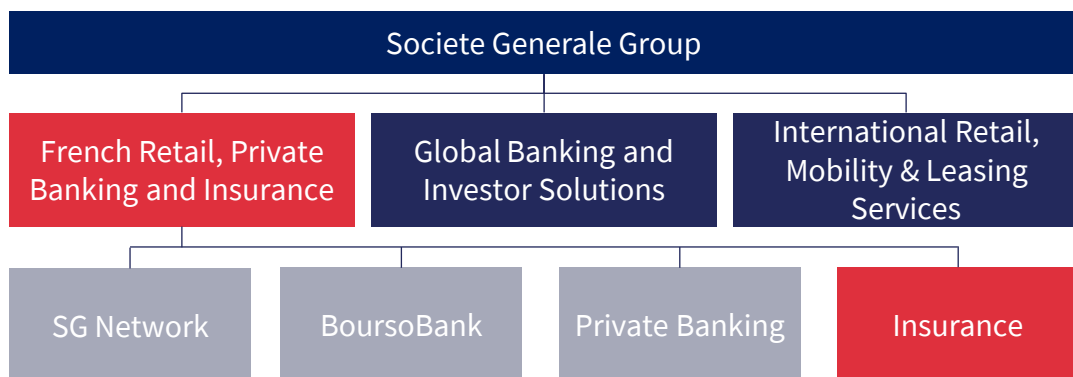 Societe Generale Group
French Retail, Private
Banking and Insurance
Global Banking and
Investor Solutions
International Retail,
Mobility & Leasing
Services
SG Network
BoursoBank
Private Banking
Insurance